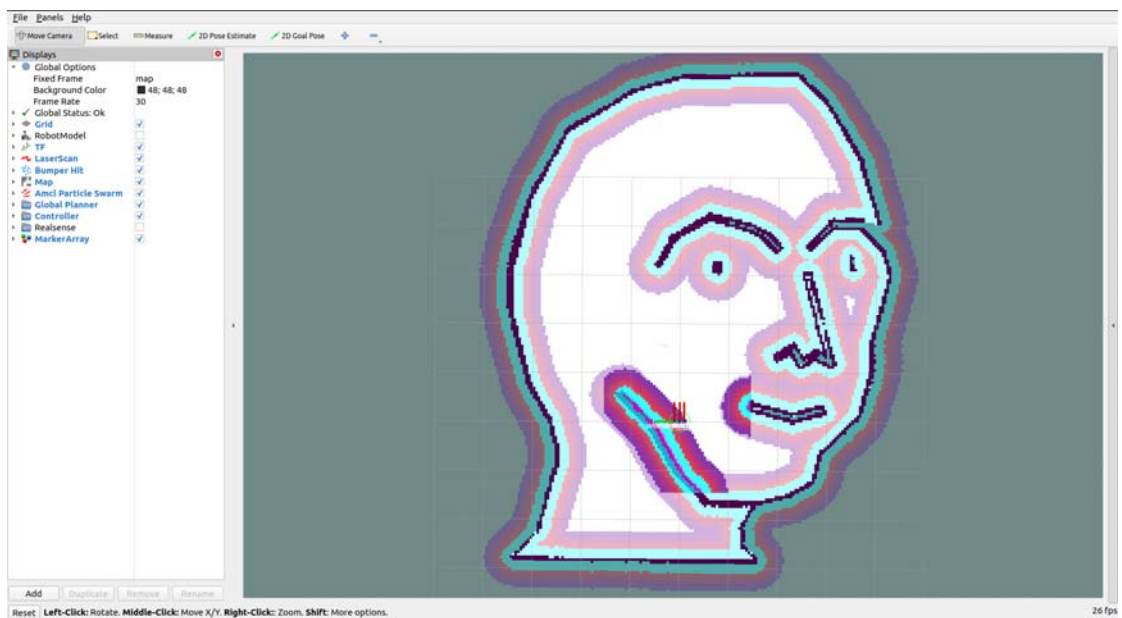 File Panels Help
Move Camera Select Measure 2D Pose Estimate 2D Goal Pose
Displays
Global Options
Fixed Frame map
Background Color 48; 48; 48
Frame Rate 30
Global Status: Ok
Grid
RobotModel
TF
LaserScan
Bumper Hit
Map
Amcl Particle Swarm
Global Planner
Controller
Realsense
MarkerArray
Add Duplicate Remove Rename
Reset Left-Click: Rotate. Middle-Click: Move X/Y. Right-Click: Zoom. Shift: More options. 26 fps